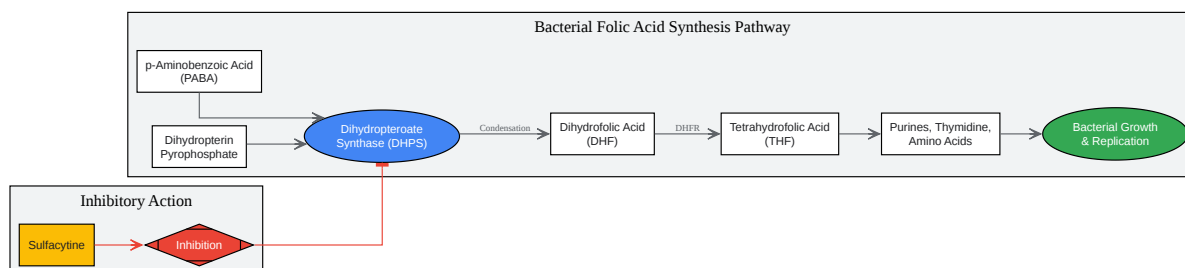 Bacterial Folic Acid Synthesis Pathway
p-Aminobenzoic Acid
(PABA)
Dihydropterin
Pyrophosphate
Dihydropteroate
Synthase (DHPS)
Condensation
Dihydrofolic Acid
(DHF)
DHFR
Tetrahydrofolic Acid
(THF)
Purines, Thymidine,
Amino Acids
Bacterial Growth
& Replication
Inhibitory Action
Sulfacytine
Inhibition